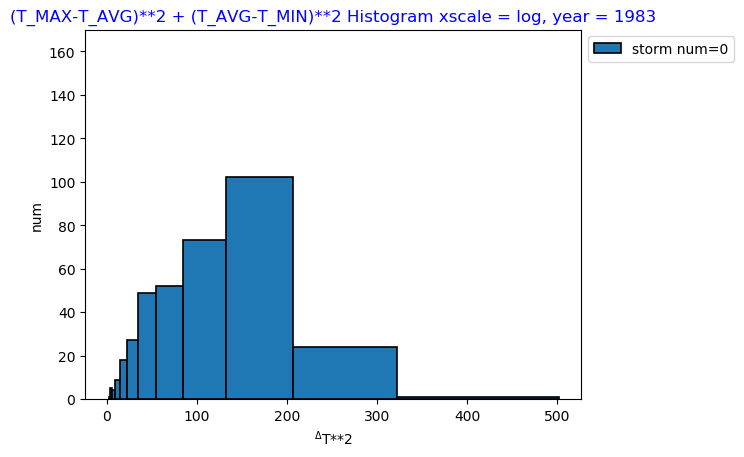 (T_MAX-T_AVG)**2 + (T_AVG-T_MIN)**2 Histogram xscale = log, year = 1983
storm num=0
160
140
120
100
80
60
40
20
0
num
0 100 200 300 400 500
ΔT**2